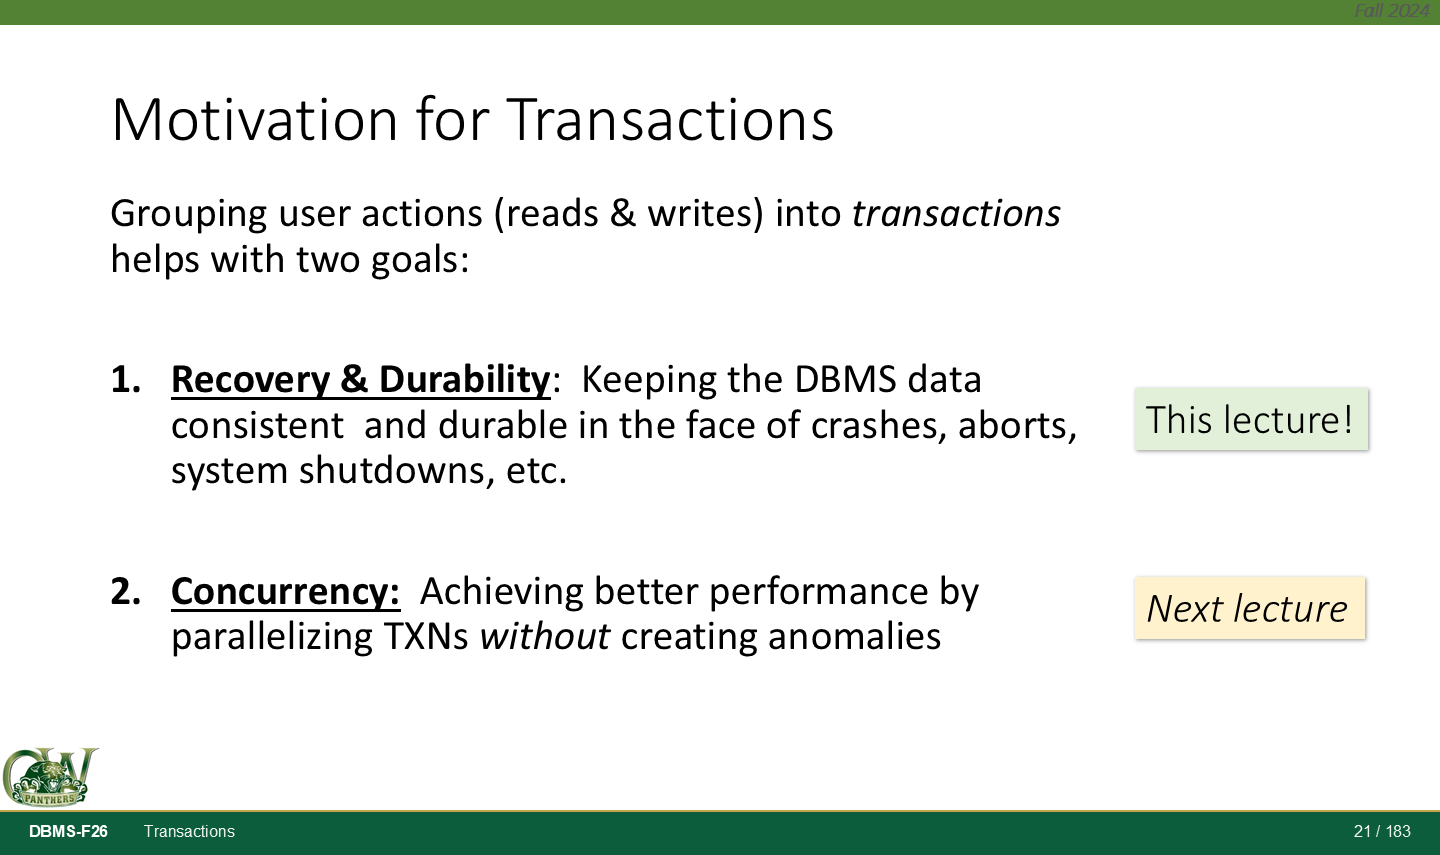 Fall 2024
Motivation for Transactions
Grouping user actions (reads & writes) into transactions
helps with two goals:
1. Recovery & Durability: Keeping the DBMS data
consistent and durable in the face of crashes, aborts,
system shutdowns, etc.
This lecture!
2. Concurrency: Achieving better performance by
parallelizing TXNs without creating anomalies
Next lecture
OW
PANTHERS
DBMS-F26 Transactions 21 / 183